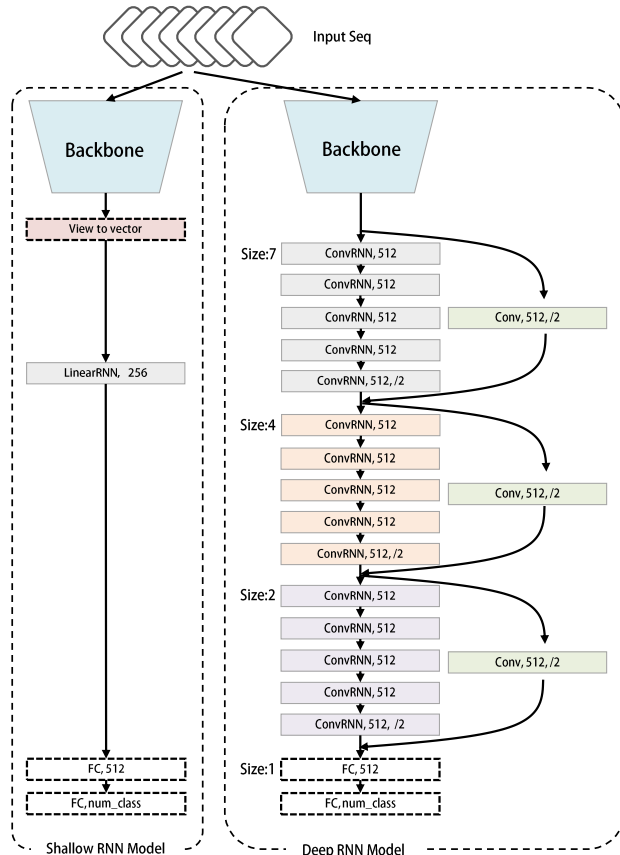 Input Seq
Backbone
View to vector
LinearRNN, 256
FC, 512
FC, num_class
Shallow RNN Model
Backbone
Size:7
ConvRNN, 512
ConvRNN, 512
ConvRNN, 512
ConvRNN, 512
ConvRNN, 512, /2
Conv, 512, /2
Size:4
ConvRNN, 512
ConvRNN, 512
ConvRNN, 512
ConvRNN, 512
ConvRNN, 512, /2
Conv, 512, /2
Size:2
ConvRNN, 512
ConvRNN, 512
ConvRNN, 512
ConvRNN, 512
ConvRNN, 512, /2
Conv, 512, /2
Size:1
FC, 512
FC, num_class
Deep RNN Model